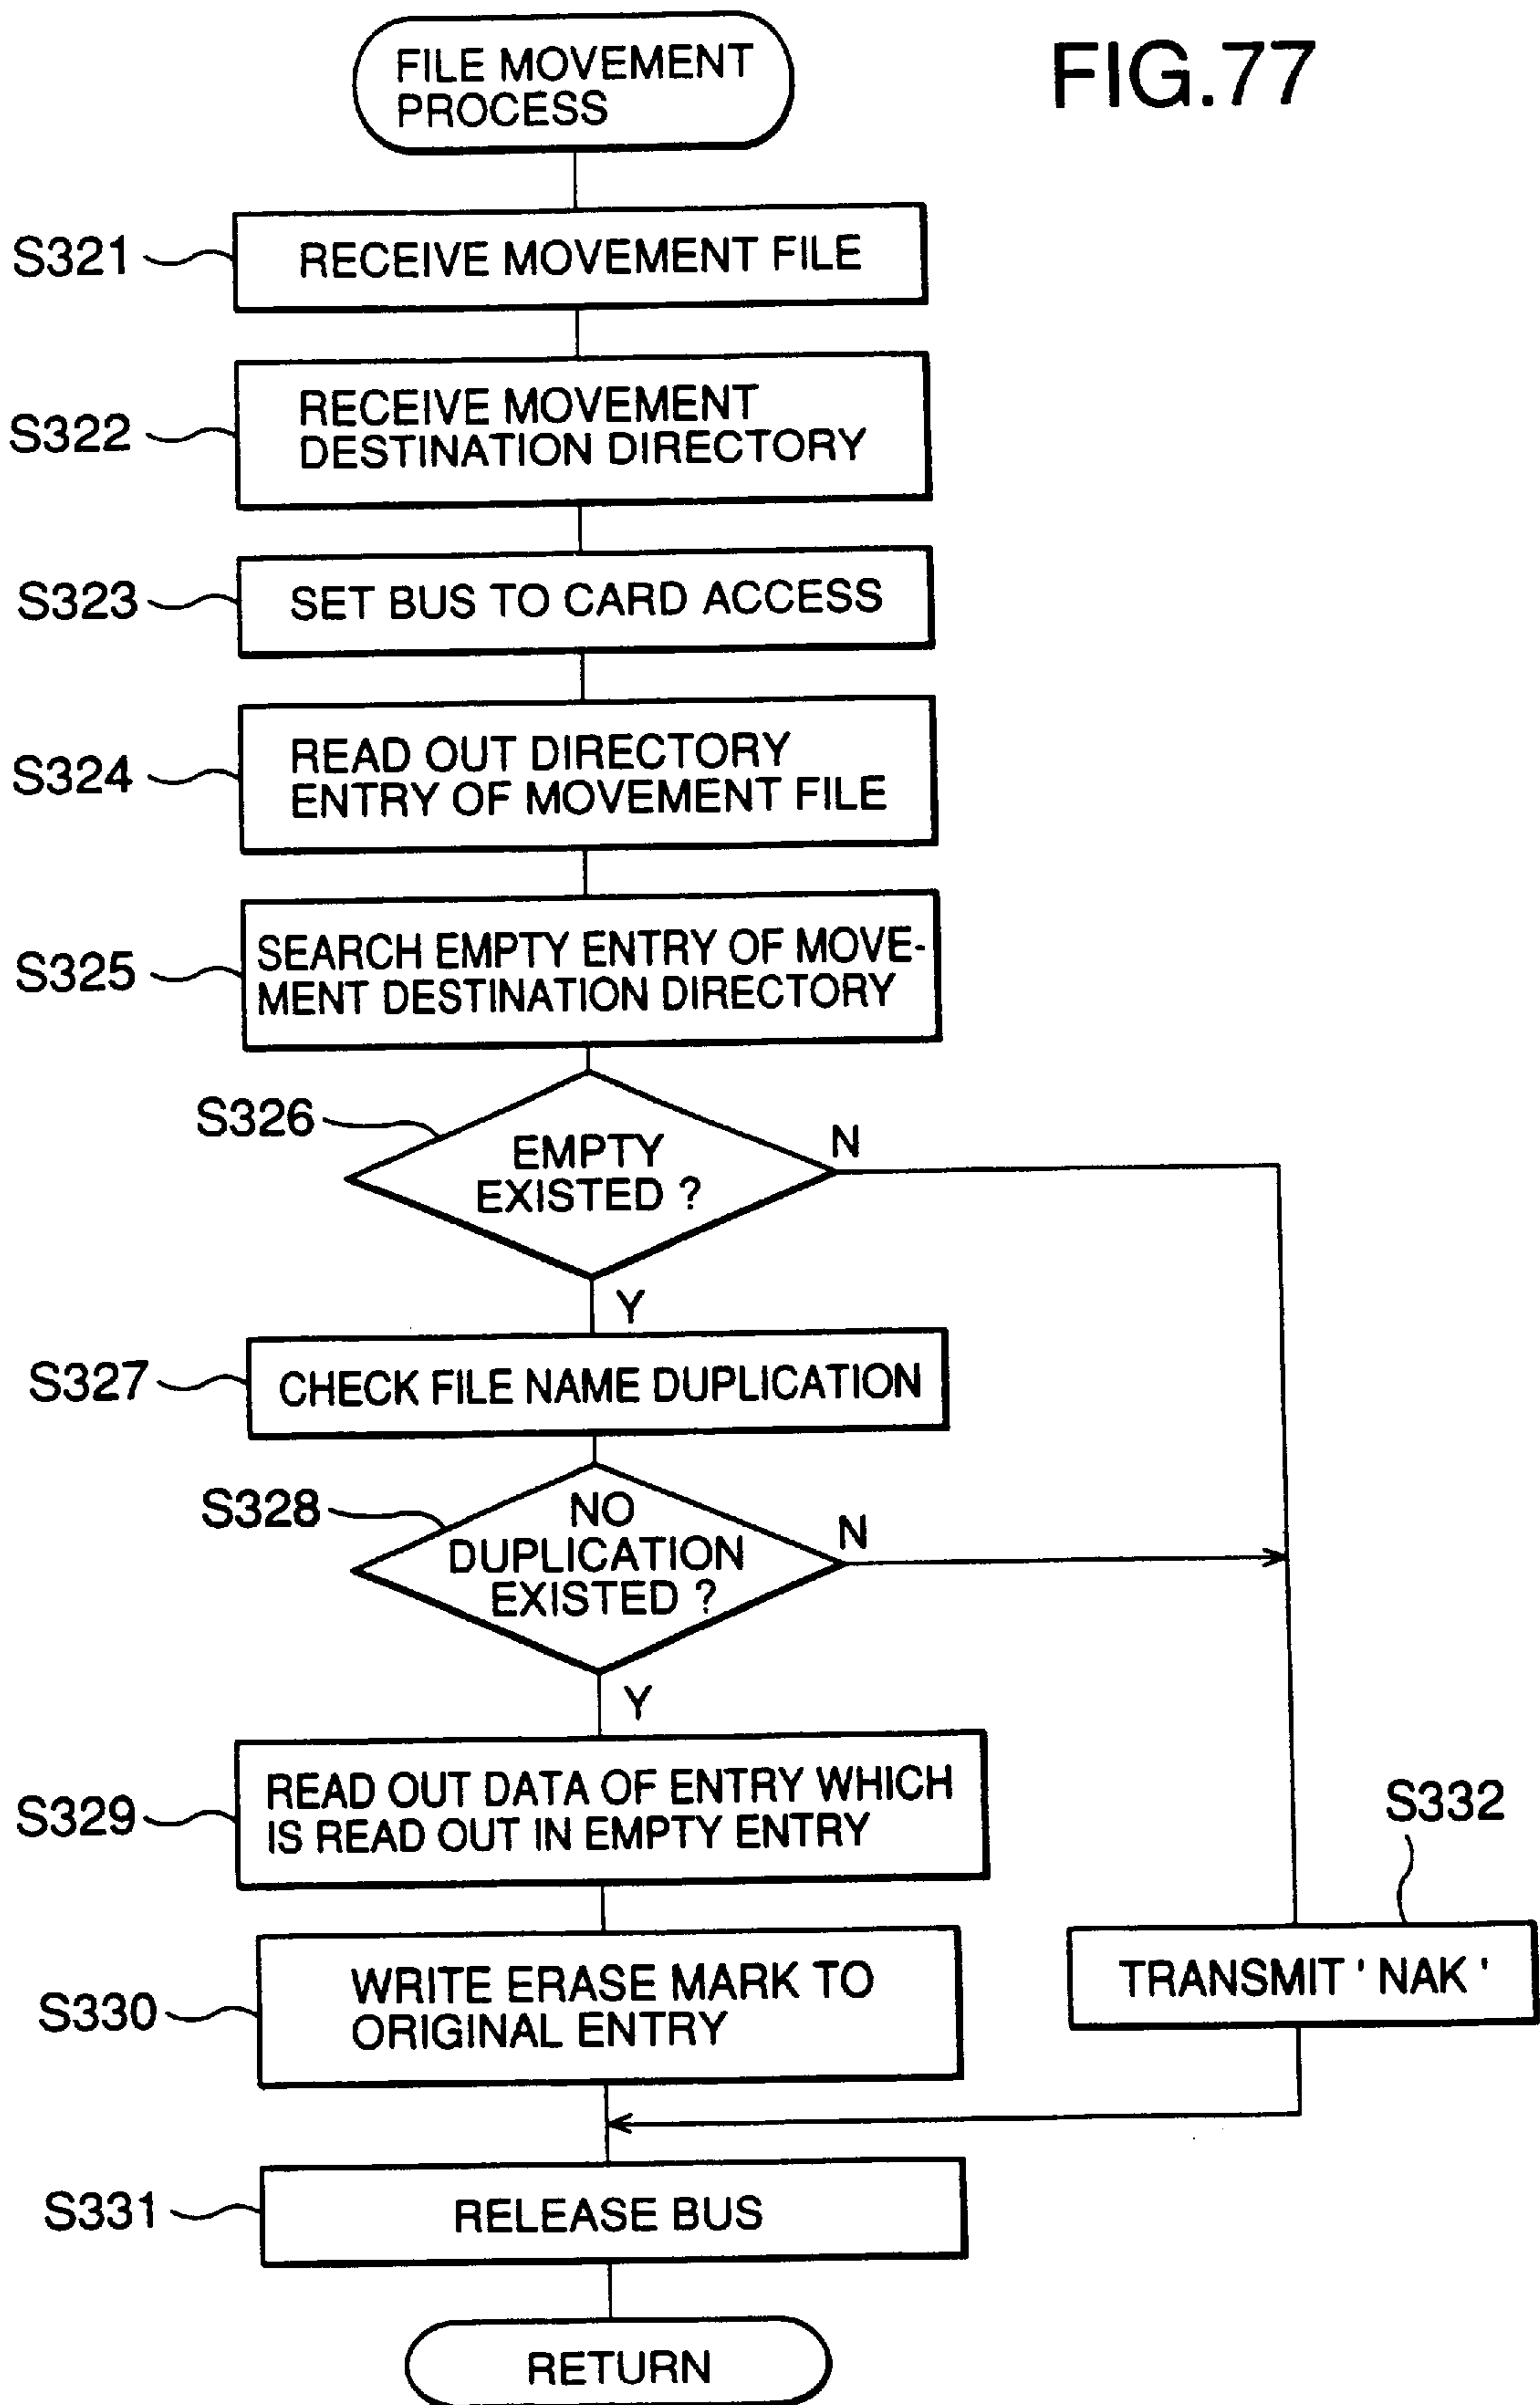 FILE MOVEMENT
PROCESS
FIG.77
S321
RECEIVE MOVEMENT FILE
S322
RECEIVE MOVEMENT
DESTINATION DIRECTORY
S323
SET BUS TO CARD ACCESS
S324
READ OUT DIRECTORY
ENTRY OF MOVEMENT FILE
S325
SEARCH EMPTY ENTRY OF MOVE-
MENT DESTINATION DIRECTORY
S326
EMPTY
EXISTED ?
N
Y
S327
CHECK FILE NAME DUPLICATION
S328
NO
DUPLICATION
EXISTED ?
N
Y
S329
READ OUT DATA OF ENTRY WHICH
IS READ OUT IN EMPTY ENTRY
S332
TRANSMIT ' NAK '
S330
WRITE ERASE MARK TO
ORIGINAL ENTRY
S331
RELEASE BUS
RETURN